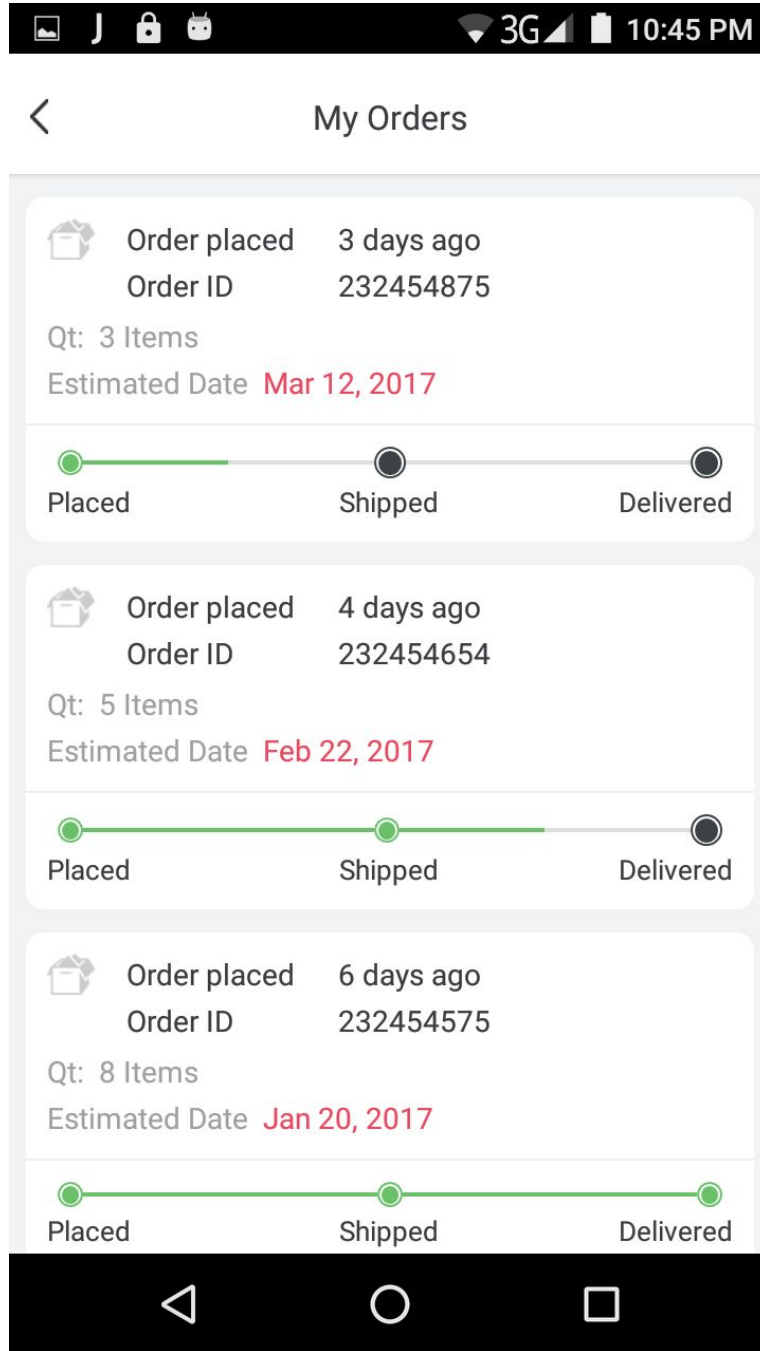 3G 10:45 PM
My Orders
Order placed 3 days ago
Order ID 232454875
Qt: 3 Items
Estimated Date Mar 12, 2017
Placed Shipped Delivered
Order placed 4 days ago
Order ID 232454654
Qt: 5 Items
Estimated Date Feb 22, 2017
Placed Shipped Delivered
Order placed 6 days ago
Order ID 232454575
Qt: 8 Items
Estimated Date Jan 20, 2017
Placed Shipped Delivered